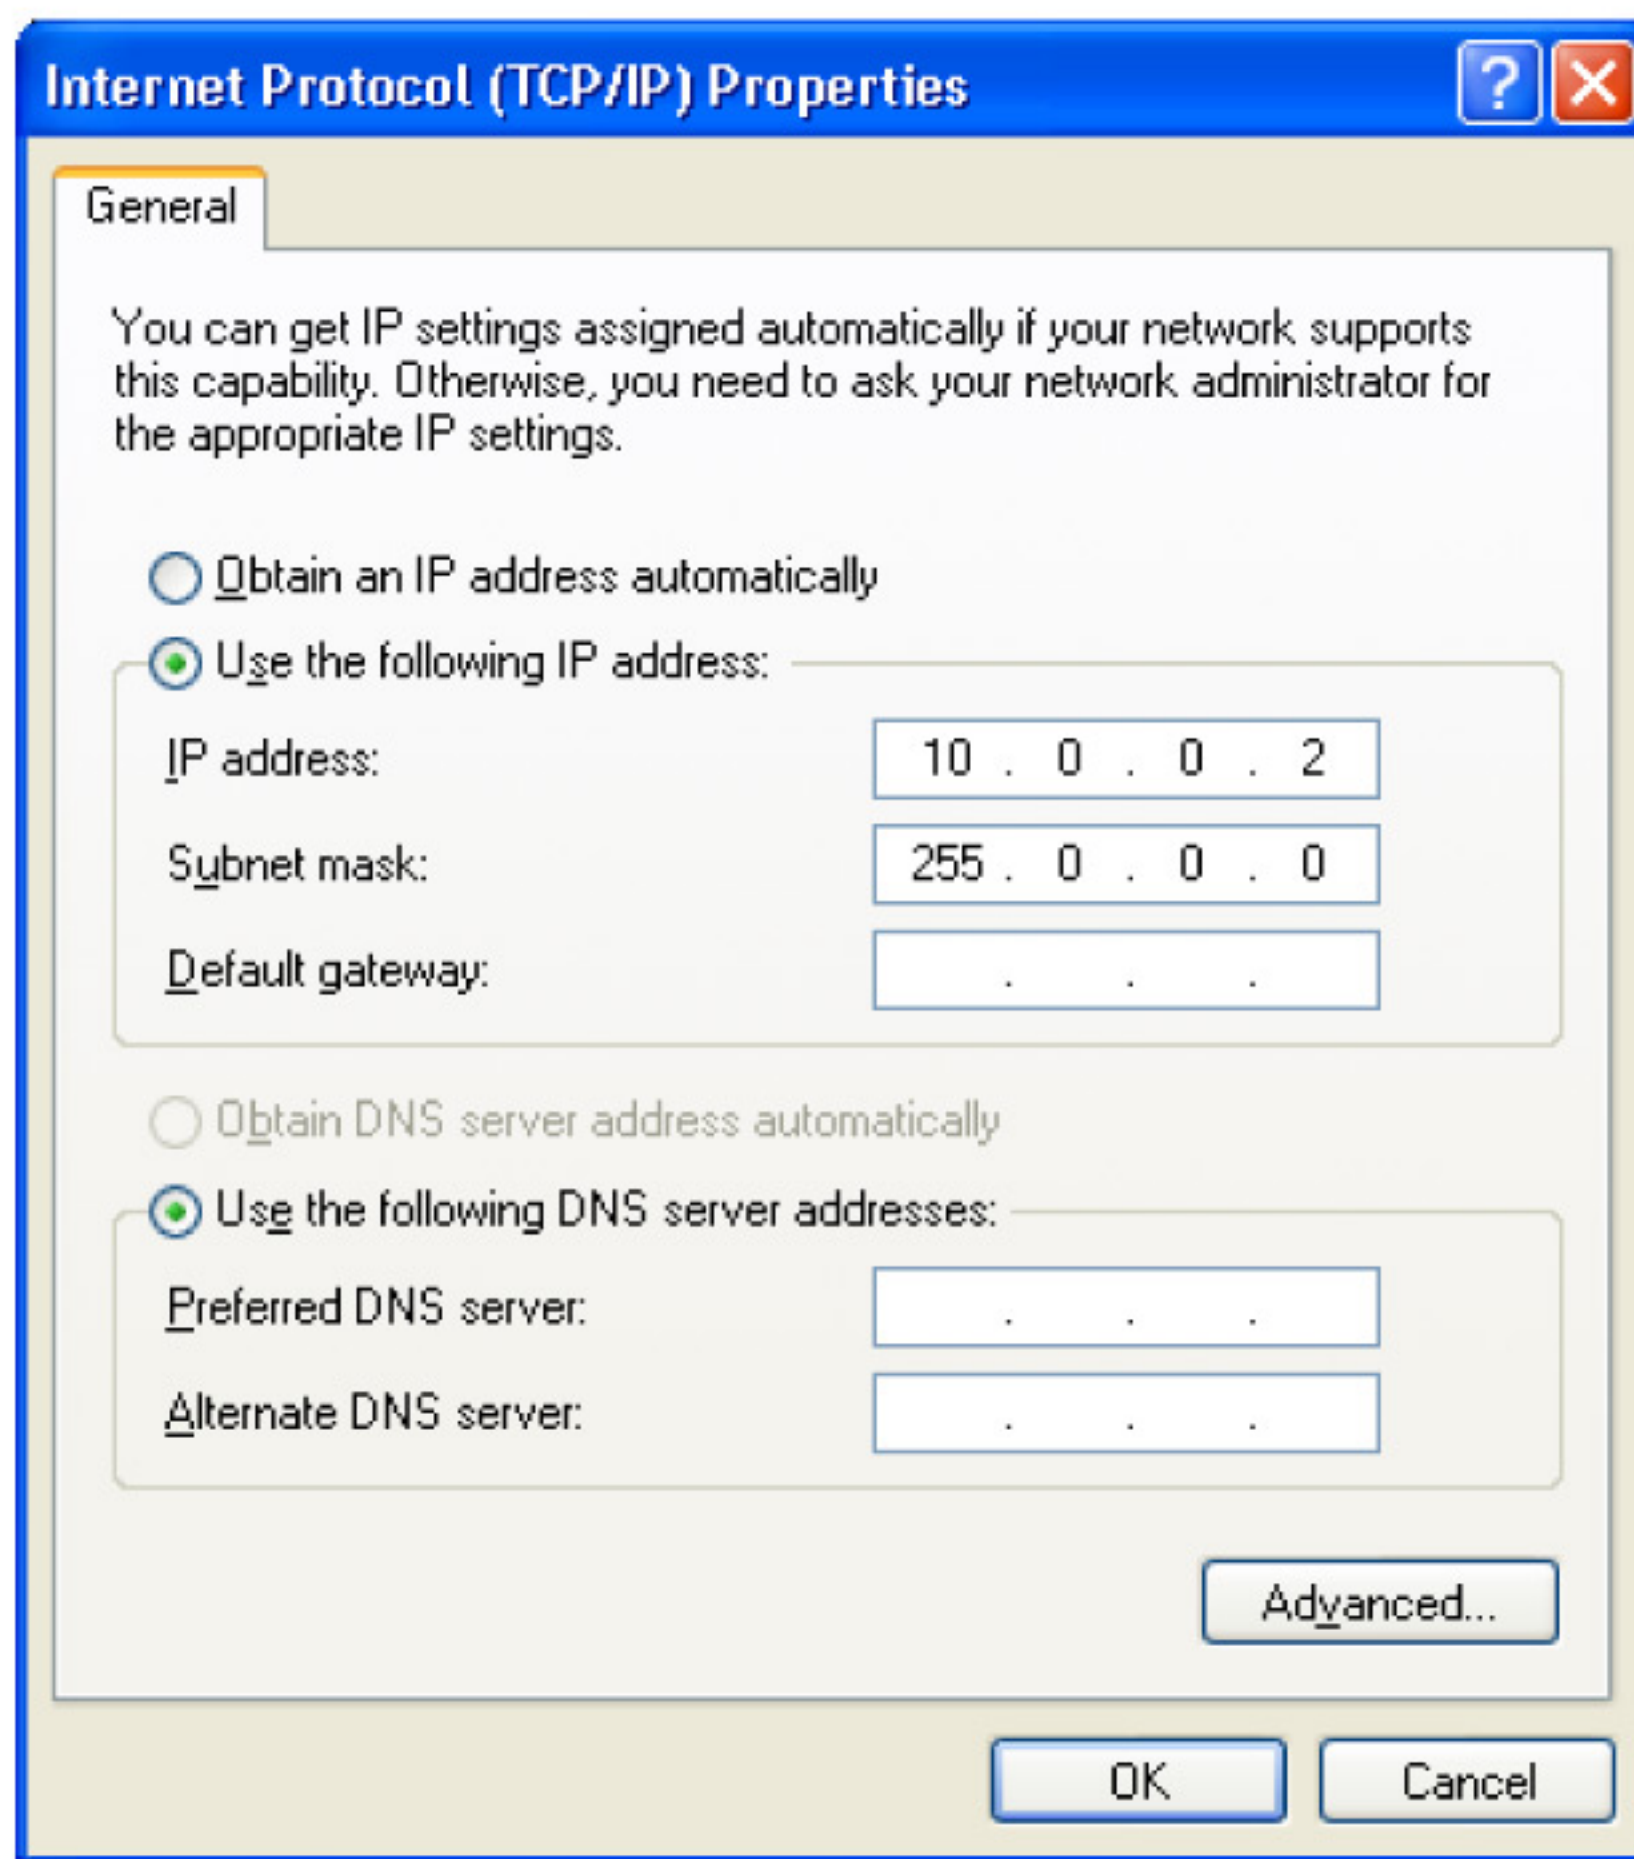 Internet Protocol (TCP/IP) Properties
General
You can get IP settings assigned automatically if your network supports
this capability. Otherwise, you need to ask your network administrator for
the appropriate IP settings.
Obtain an IP address automatically
Use the following IP address:
IP address: 10 . 0 . 0 . 2
Subnet mask: 255 . 0 . 0 . 0
Default gateway: . . .
Obtain DNS server address automatically
Use the following DNS server addresses:
Preferred DNS server: . . .
Alternate DNS server: . . .
Advanced...
OK Cancel